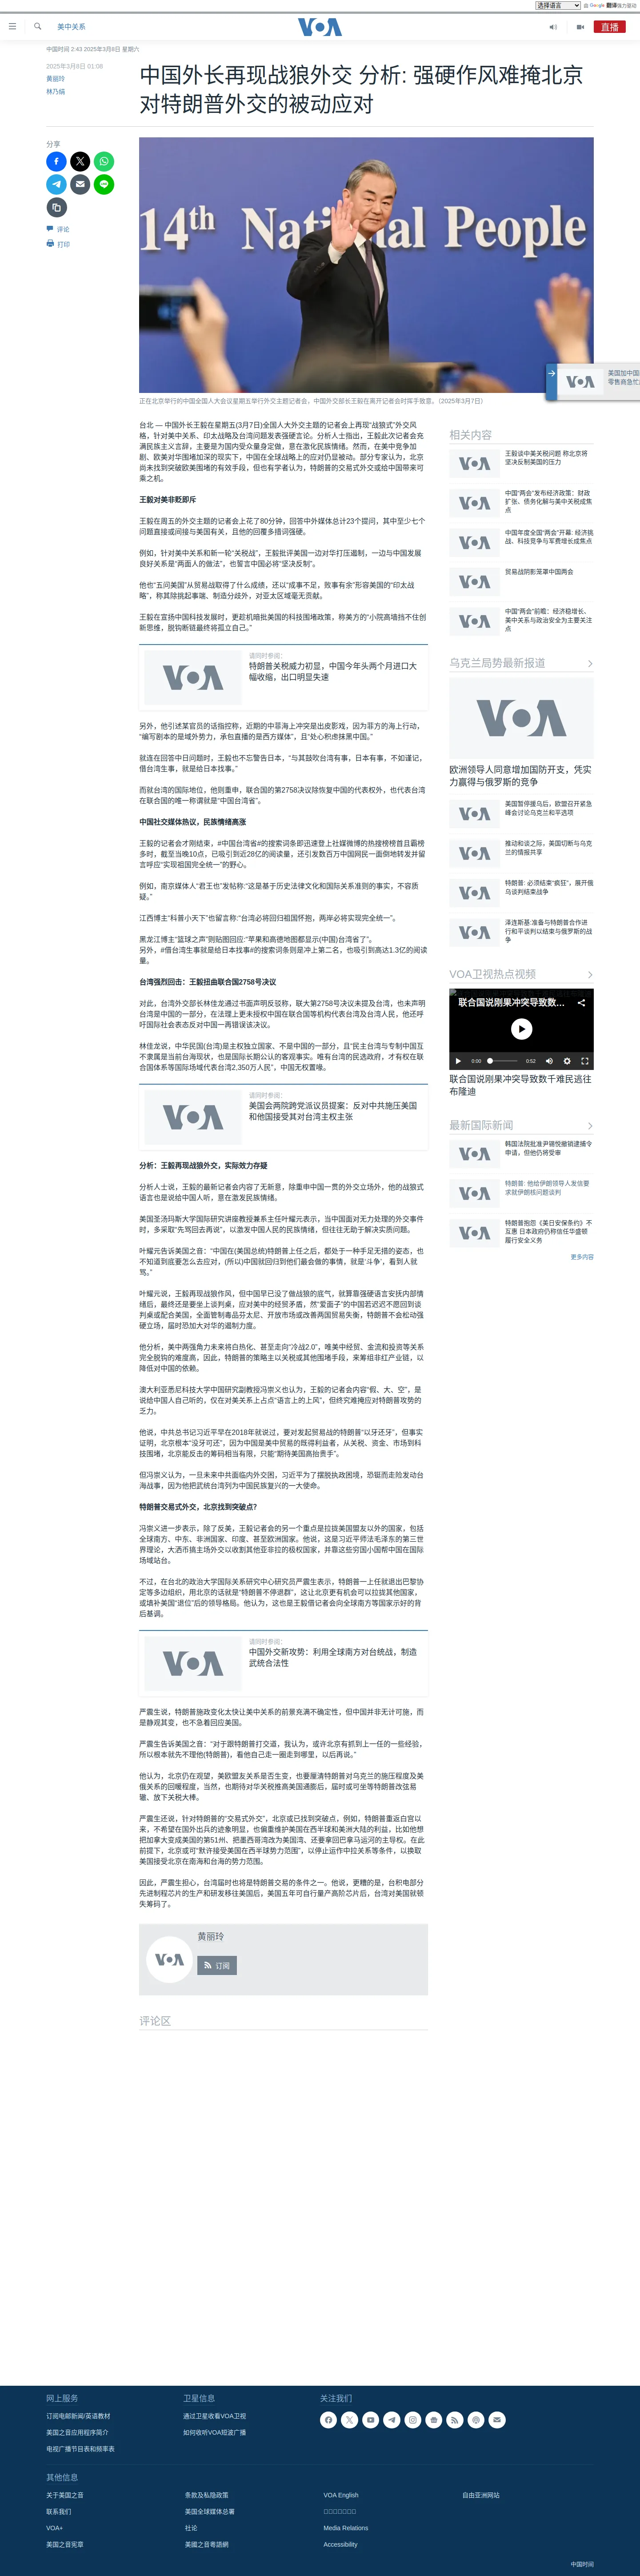 选择语言 由 Google 翻译强力驱动
美中关系
VOA
直播
中国时间 2:43 2025年3月8日 星期六
2025年3月8日 01:08
黄丽玲
林乃绢
中国外长再现战狼外交 分析: 强硬作风难掩北京
对特朗普外交的被动应对
分享
评论
打印
National People
正在北京举行的中国全国人大会议星期五举行外交主题记者会，中国外交部长王毅在离开记者会时挥手致意。（2025年3月7日）
美国加中国
零售商急忙
台北 — 中国外长王毅在星期五(3月7日)全国人大外交主题的记者会上再现“战狼式”外交风
格，针对美中关系、印太战略及台湾问题发表强硬言论。分析人士指出，王毅此次记者会充
满民族主义言辞，主要是为国内受众量身定做，意在激化民族情绪。然而，在美中竞争加
剧、欧美对华围堵加深的现实下，中国在全球战略上的应对仍显被动。部分专家认为，北京
尚未找到突破欧美围堵的有效手段，但也有学者认为，特朗普的交易式外交或给中国带来可
乘之机。
王毅对美非贬即斥
王毅在周五的外交主题的记者会上花了80分钟，回答中外媒体总计23个提问，其中至少七个
问题直接或间接与美国有关，且他的回覆多措词强硬。
例如，针对美中关系和新一轮“关税战”，王毅批评美国一边对华打压遏制，一边与中国发展
良好关系是“两面人的做法”，也誓言中国必将“坚决反制”。
他也“五问美国”从贸易战取得了什么成绩，还以“成事不足，败事有余”形容美国的“印太战
略”，称其除挑起事端、制造分歧外，对亚太区域毫无贡献。
王毅在宣扬中国科技发展时，更趁机暗批美国的科技围堵政策，称美方的“小院高墙挡不住创
新思维，脱钩断链最终将孤立自己。”
请同时参阅：
特朗普关税威力初显，中国今年头两个月进口大
幅收缩，出口明显失速
另外，他引述某官员的话指控称，近期的中菲海上冲突是出皮影戏，因为菲方的海上行动，
“编写剧本的是域外势力，承包直播的是西方媒体”，且“处心积虑抹黑中国。”
就连在回答中日问题时，王毅也不忘警告日本，“与其鼓吹台湾有事，日本有事，不如谨记，
借台湾生事，就是给日本找事。”
而就台湾的国际地位，他则重申，联合国的第2758决议除恢复中国的代表权外，也代表台湾
在联合国的唯一称谓就是“中国台湾省”。
中国社交媒体热议，民族情绪高涨
王毅的记者会才刚结束，#中国台湾省#的搜索词条即迅速登上社媒微博的热搜榜榜首且霸榜
多时，截至当晚10点，已吸引到近28亿的阅读量，还引发数百万中国网民一面倒地转发并留
言呼应“实现祖国完全统一”的野心。
例如，南京媒体人“君王也”发帖称:“这是基于历史法律文化和国际关系准则的事实，不容质
疑。”
江西博主“科普小天下”也留言称:“台湾必将回归祖国怀抱，两岸必将实现完全统一”。
黑龙江博主“篮球之声”则贴图回应:“苹果和高德地图都显示(中国)台湾省了”。
另外，#借台湾生事就是给日本找事#的搜索词条则是冲上第二名，也吸引到高达1.3亿的阅读
量。
台湾强烈回击：王毅扭曲联合国2758号决议
对此，台湾外交部长林佳龙通过书面声明反驳称，联大第2758号决议未提及台湾，也未声明
台湾是中国的一部分，在法理上更未授权中国在联合国等机构代表台湾及台湾人民，他还呼
吁国际社会表态反对中国一再错误该决议。
林佳龙说，中华民国(台湾)是主权独立国家、不是中国的一部分，且“民主台湾与专制中国互
不隶属是当前台海现状，也是国际长期公认的客观事实。唯有台湾的民选政府，才有权在联
合国体系等国际场域代表台湾2,350万人民”，中国无权置喙。
请同时参阅：
美国会两院跨党派议员提案：反对中共施压美国
和他国接受其对台湾主权主张
分析：王毅再现战狼外交，实际效力存疑
分析人士说，王毅的最新记者会内容了无新意，除重申中国一贯的外交立场外，他的战狼式
语言也是说给中国人听，意在激发民族情绪。
美国圣汤玛斯大学国际研究讲座教授兼系主任叶耀元表示，当中国面对无力处理的外交事件
时，多采取“先骂回去再说”，以激发中国人民的民族情绪，但往往无助于解决实质问题。
叶耀元告诉美国之音：“中国在(美国总统)特朗普上任之后，都处于一种手足无措的姿态，也
不知道到底要怎么去应对，(所以)中国就回归到他们最会做的事情，就是‘斗争’，看到人就
骂。”
叶耀元说，王毅再现战狼作风，但中国早已没了做战狼的底气，就算靠强硬语言安抚内部情
绪后，最终还是要坐上谈判桌，应对美中的经贸矛盾，然“爱面子”的中国若迟迟不愿回到谈
判桌或配合美国，全面管制毒品芬太尼、开放市场或改善两国贸易失衡，特朗普不会松动强
硬立场，届时恐加大对华的遏制力度。
他分析，美中两强角力未来将白热化、甚至走向“冷战2.0”，唯美中经贸、金流和投资等关系
完全脱钩的难度高，因此，特朗普的策略主以关税或其他围堵手段，来筹组非红产业链，以
降低对中国的依赖。
澳大利亚悉尼科技大学中国研究副教授冯崇义也认为，王毅的记者会内容“假、大、空”，是
说给中国人自己听的，仅在对美关系上占点“语言上的上风”，但终究难掩应对特朗普攻势的
乏力。
他说，中共总书记习近平早在2018年就说过，要对发起贸易战的特朗普“以牙还牙”，但事实
证明，北京根本“没牙可还”，因为中国是美中贸易的既得利益者，从关税、资金、市场到科
技围堵，北京能反击的筹码相当有限，只能“期待美国高抬贵手”。
但冯崇义认为，一旦未来中共面临内外交困，习近平为了摆脱执政困境，恐铤而走险发动台
海战事，因为他把武统台湾列为中国民族复兴的一大使命。
特朗普交易式外交，北京找到突破点？
冯崇义进一步表示，除了反美，王毅记者会的另一个重点是拉拢美国盟友以外的国家，包括
全球南方、中东、非洲国家、印度、甚至欧洲国家。他说，这是习近平师法毛泽东的第三世
界理论，大洒币搞主场外交以收割其他亚非拉的极权国家，并靠这些穷国小国帮中国在国际
场域站台。
不过，在台北的政治大学国际关系研究中心研究员严震生表示，特朗普一上任就退出巴黎协
定等多边组织，用北京的话就是“特朗普不停退群”，这让北京更有机会可以拉拢其他国家，
或填补美国“退位”后的领导格局。他认为，这也是王毅借记者会向全球南方等国家示好的背
后基调。
请同时参阅：
中国外交新攻势：利用全球南方对台统战，制造
武统合法性
严震生说，特朗普施政变化太快让美中关系的前景充满不确定性，但中国并非无计可施，而
是静观其变，也不急着回应美国。
严震生告诉美国之音：“对于跟特朗普打交道，我认为，或许北京有抓到上一任的一些经验，
所以根本就先不理他(特朗普)，看他自己走一圈走到哪里，以后再说。”
他认为，北京仍在观望，美欧盟友关系是否生变，也要厘清特朗普对乌克兰的施压程度及美
俄关系的回暖程度，当然，也期待对华关税推高美国通膨后，届时或可坐等特朗普改弦易
辙、放下关税大棒。
严震生还说，针对特朗普的“交易式外交”，北京或已找到突破点，例如，特朗普重返白宫以
来，不希望在国外出兵的迹象明显，也偏重维护美国在西半球和美洲大陆的利益，比如他想
把加拿大变成美国的第51州、把墨西哥湾改为美国湾、还要拿回巴拿马运河的主导权。在此
前提下，北京或可“默许接受美国在西半球势力范围”，以停止运作中拉关系等条件，以换取
美国接受北京在南海和台海的势力范围。
因此，严震生担心，台湾届时也将是特朗普交易的条件之一。他说，更糟的是，台积电部分
先进制程芯片的生产和研发移往美国后，美国五年可自行量产高阶芯片后，台湾对美国就顿
失筹码了。
黄丽玲
订阅
评论区
相关内容
王毅谈中美关税问题 称北京将
坚决反制美国的压力
中国“两会”发布经济政策：财政
扩张、债务化解与美中关税成焦
点
中国年度全国“两会”开幕: 经济挑
战、科技竞争与军费增长成焦点
贸易战阴影笼罩中国两会
中国“两会”前瞻：经济稳增长、
美中关系与政治安全为主要关注
点
乌克兰局势最新报道
欧洲领导人同意增加国防开支，凭实
力赢得与俄罗斯的竞争
美国暂停援乌后，欧盟召开紧急
峰会讨论乌克兰和平选项
推动和谈之际，美国切断与乌克
兰的情报共享
特朗普: 必须结束“疯狂”，展开俄
乌谈判结束战争
泽连斯基:准备与特朗普合作进
行和平谈判以结束与俄罗斯的战
争
VOA卫视热点视频
联合国说刚果冲突导致数…
0:00 0:52
联合国说刚果冲突导致数千难民逃往
布隆迪
最新国际新闻
韩国法院批准尹锡悦撤销逮捕令
申请，但他仍将受审
特朗普: 他给伊朗领导人发信要
求就伊朗核问题谈判
特朗普抱怨《美日安保条约》不
互惠 日本政府仍称信任华盛顿
履行安全义务
更多内容
网上服务
订阅电邮新闻/英语教材
美国之音应用程序简介
电视广播节目表和频率表
卫星信息
通过卫星收看VOA卫视
如何收听VOA短波广播
关注我们
其他信息
关于美国之音
联系我们
VOA+
美国之音宪章
条款及私隐政策
美国全球媒体总署
社论
美國之音粵語網
VOA English
Media Relations
Accessibility
自由亚洲网站
中国时间